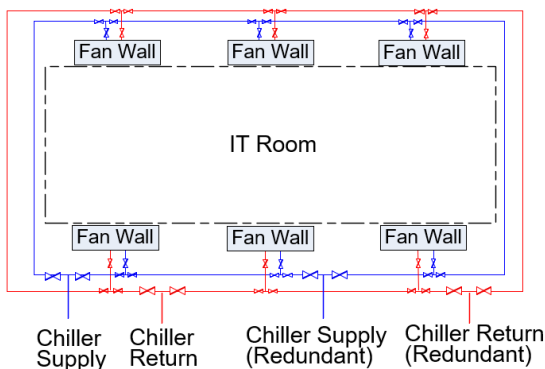 Fan Wall
Fan Wall
Fan Wall
IT Room
Fan Wall
Fan Wall
Fan Wall
Chiller
Supply
Chiller
Return
Chiller Supply
(Redundant)
Chiller Return
(Redundant)